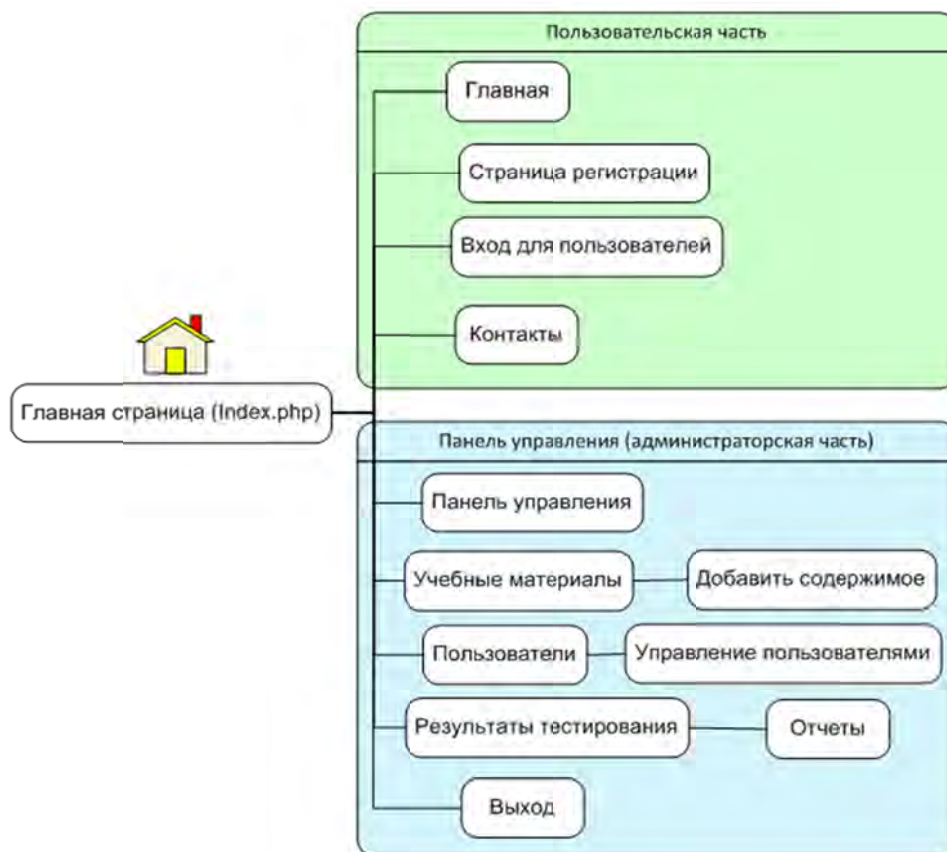 Пользовательская часть
Главная
Страница регистрации
Вход для пользователей
Контакты
Главная страница (Index.php)
Панель управления (администраторская часть)
Панель управления
Учебные материалы
Добавить содержимое
Пользователи
Управление пользователями
Результаты тестирования
Отчеты
Выход